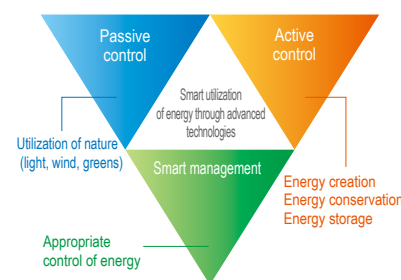 Passive
control
Active
control
Smart utilization
of energy through advanced
technologies
Utilization of nature
(light, wind, greens)
Smart management
Energy creation
Energy conservation
Energy storage
Appropriate
control of energy